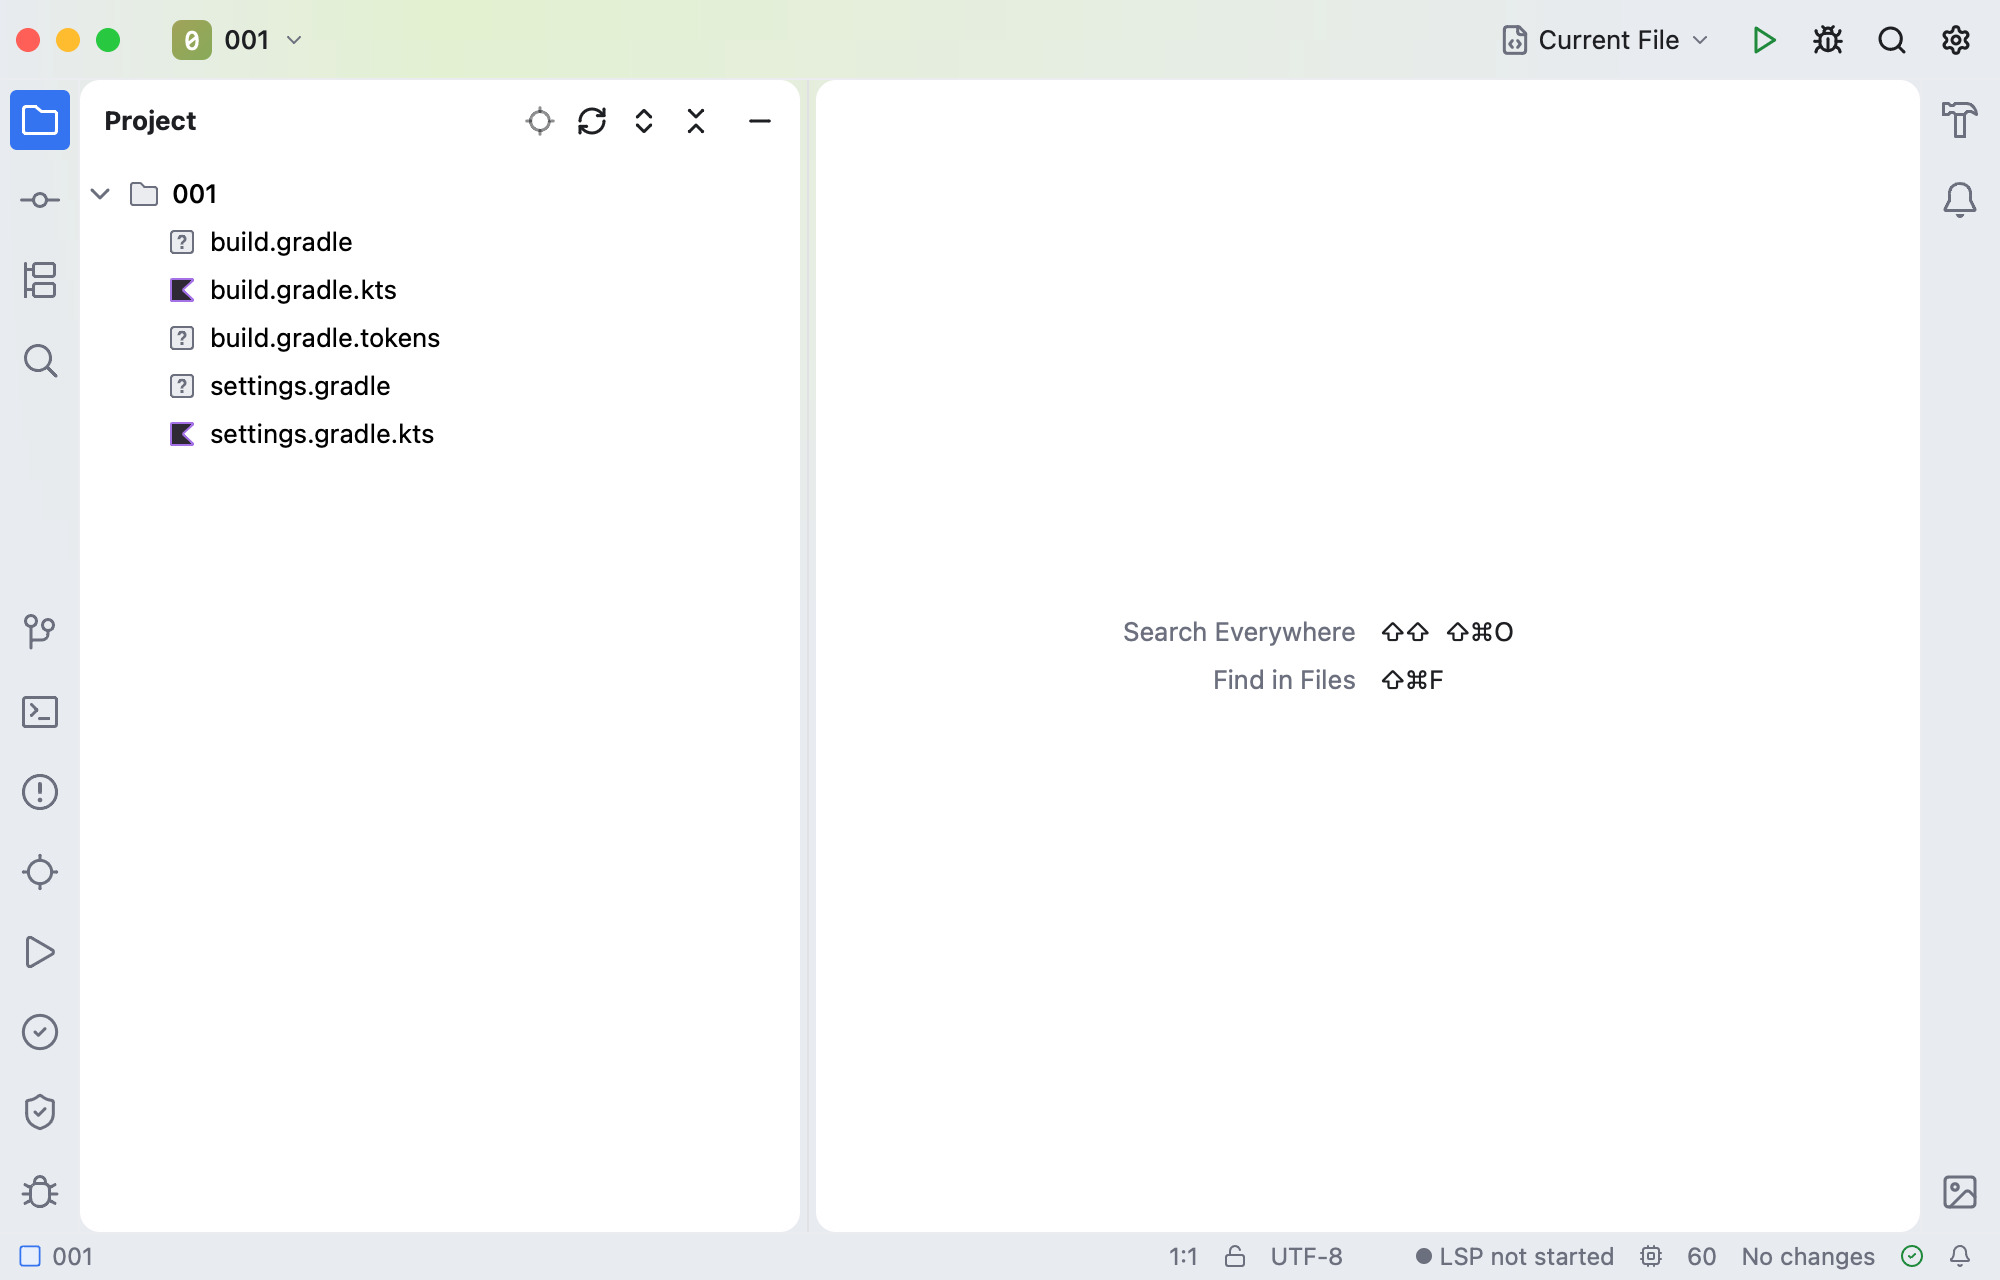 0 001
Current File
Project
001
build.gradle
build.gradle.kts
build.gradle.tokens
settings.gradle
settings.gradle.kts
Search Everywhere ⇧⇧ ⇧⌘O
Find in Files ⇧⌘F
001
1:1 UTF-8 LSP not started 60 No changes